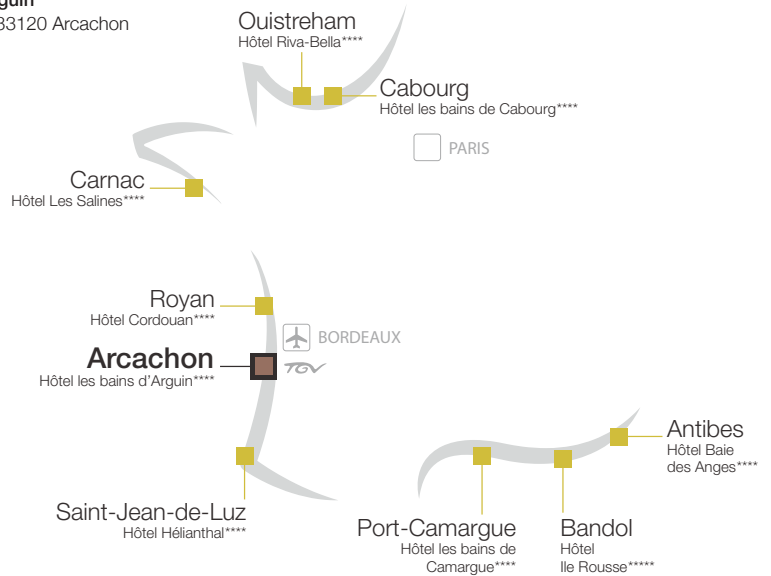 33120 Arcachon
Ouistreham
Hôtel Riva-Bella****
Cabourg
Hôtel les bains de Cabourg****
PARIS
Carnac
Hôtel Les Salines****
Royan
Hôtel Cordouan****
BORDEAUX
Arcachon
Hôtel les bains d'Arguin****
TGV
Antibes
Hôtel Baie
des Anges****
Saint-Jean-de-Luz
Hôtel Hélianthal****
Port-Camargue
Hôtel les bains de
Camargue****
Bandol
Hôtel
Ile Rousse*****